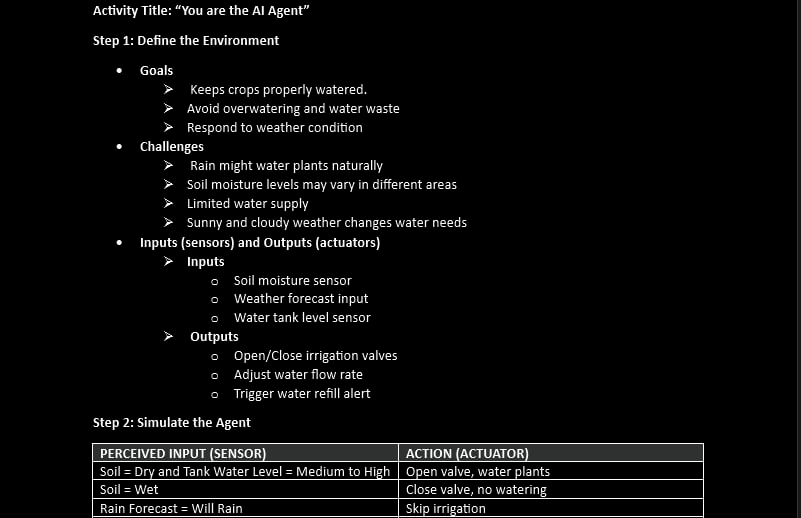 Activity Title: “You are the AI Agent”
Step 1: Define the Environment
• Goals
➢ Keeps crops properly watered.
➢ Avoid overwatering and water waste
➢ Respond to weather condition
• Challenges
➢ Rain might water plants naturally
➢ Soil moisture levels may vary in different areas
➢ Limited water supply
➢ Sunny and cloudy weather changes water needs
• Inputs (sensors) and Outputs (actuators)
➢ Inputs
o Soil moisture sensor
o Weather forecast input
o Water tank level sensor
➢ Outputs
o Open/Close irrigation valves
o Adjust water flow rate
o Trigger water refill alert
Step 2: Simulate the Agent
PERCEIVED INPUT (SENSOR) ACTION (ACTUATOR)
Soil = Dry and Tank Water Level = Medium to High Open valve, water plants
Soil = Wet Close valve, no watering
Rain Forecast = Will Rain Skip irrigation